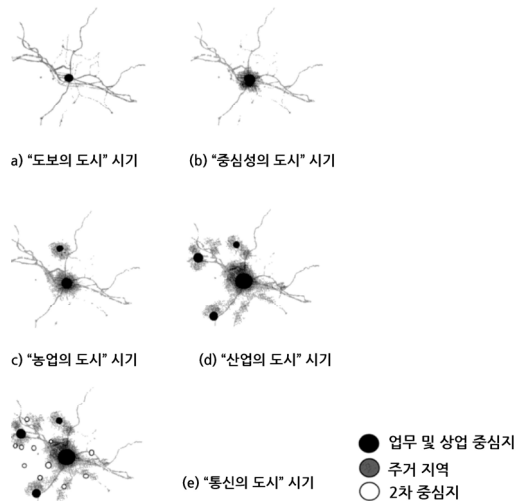 a) “도보의 도시” 시기
(b) “중심성의 도시” 시기
c) “농업의 도시” 시기
(d) “산업의 도시” 시기
(e) “통신의 도시” 시기
업무 및 상업 중심지
주거 지역
2차 중심지